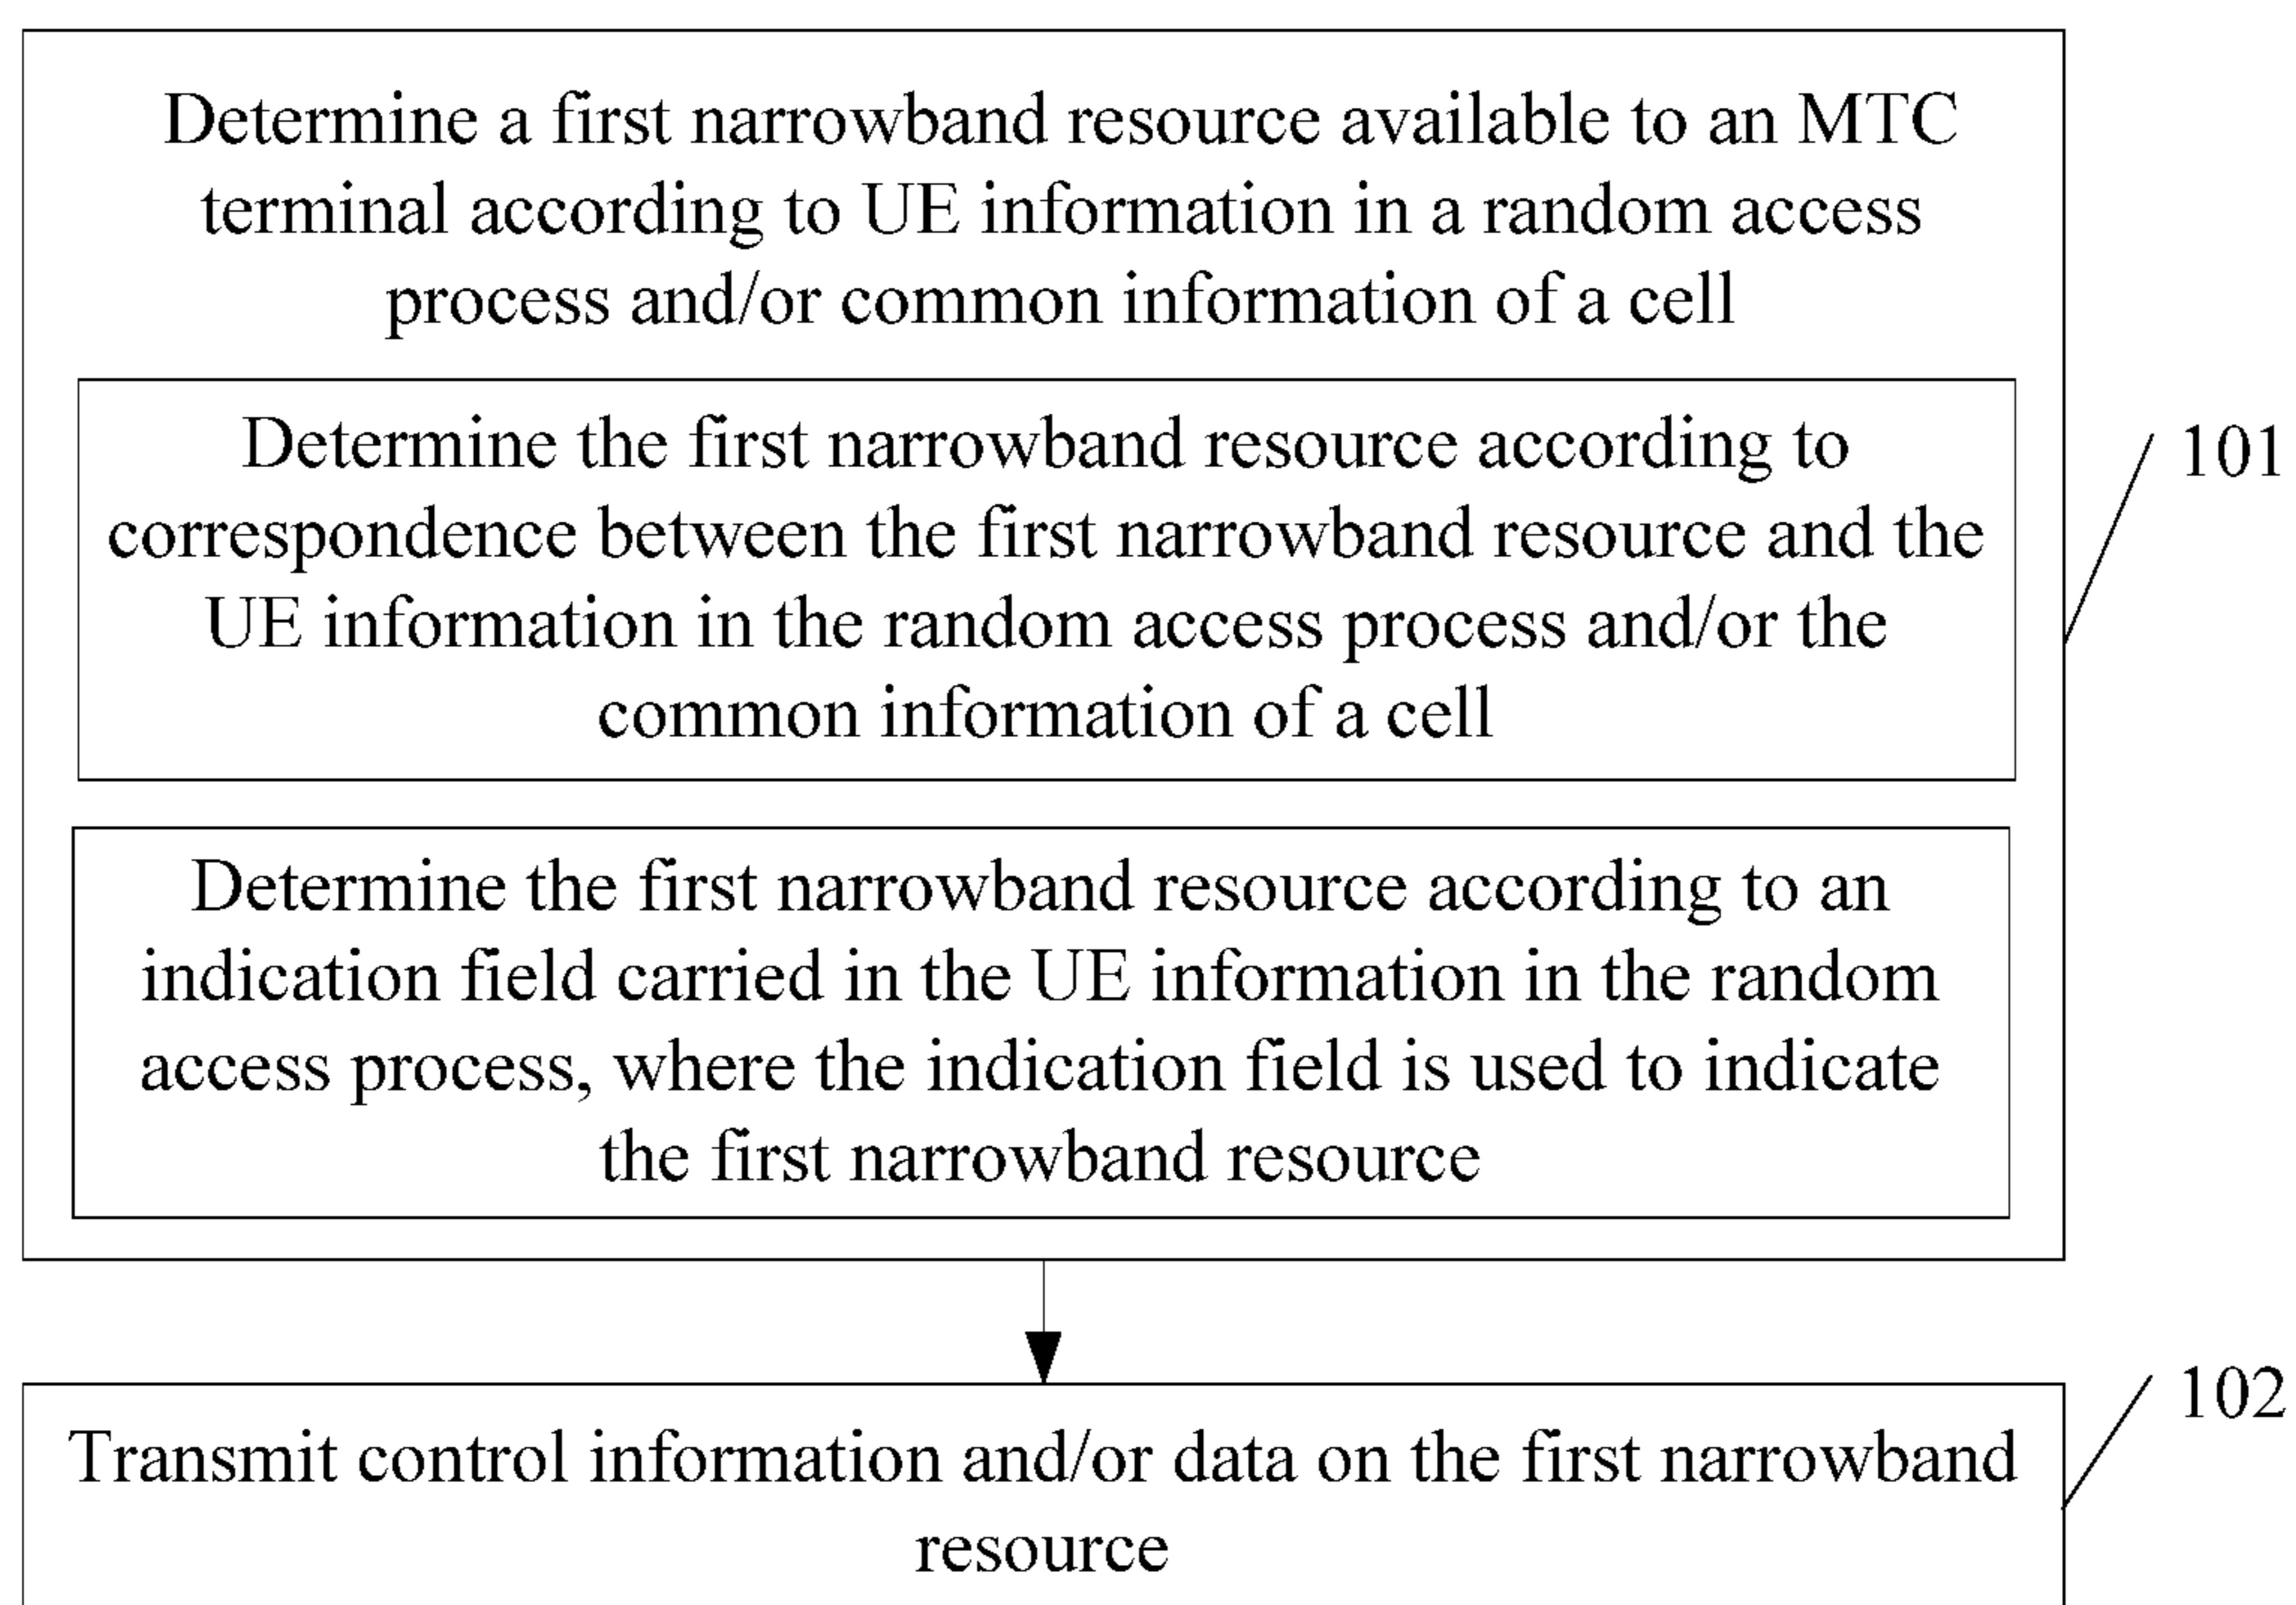 Determine a first narrowband resource available to an MTC
terminal according to UE information in a random access
process and/or common information of a cell
Determine the first narrowband resource according to
correspondence between the first narrowband resource and the
UE information in the random access process and/or the
common information of a cell
101
Determine the first narrowband resource according to an
indication field carried in the UE information in the random
access process, where the indication field is used to indicate
the first narrowband resource
102
Transmit control information and/or data on the first narrowband
resource